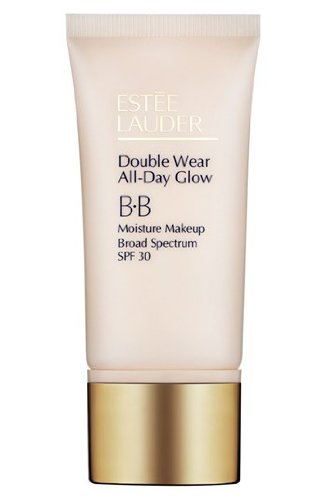 ESTĒE
LAUDER
Double Wear
All-Day Glow
B·B
Moisture Makeup
Broad Spectrum
SPF 30